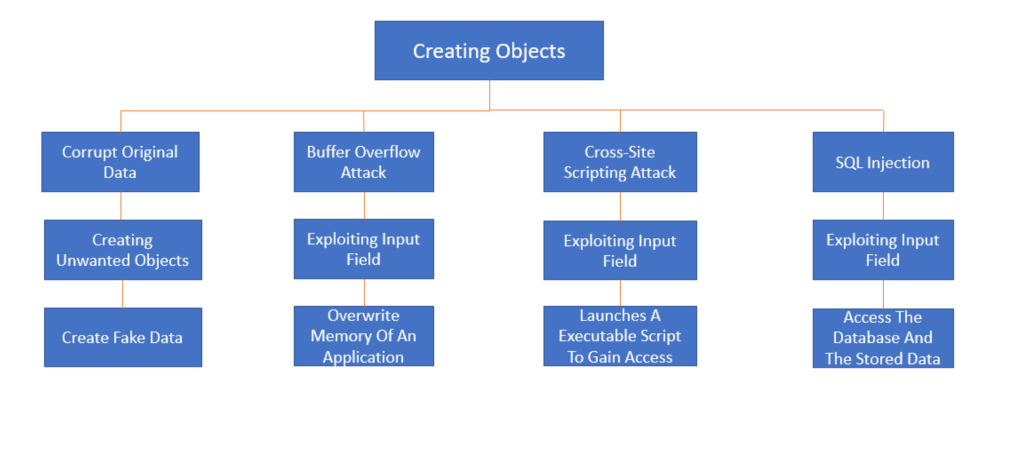 Creating Objects
Corrupt Original
Data
Buffer Overflow
Attack
Cross-Site
Scripting Attack
SQL Injection
Creating
Unwanted Objects
Exploiting Input
Field
Exploiting Input
Field
Exploiting Input
Field
Create Fake Data
Overwrite
Memory Of An
Application
Launches A
Executable Script
To Gain Access
Access The
Database And
The Stored Data